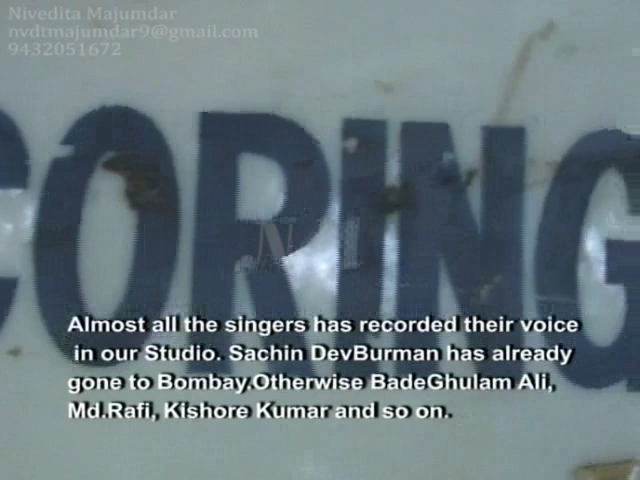 Nivedita Majumdar
nvdtmajumdar9@gmail.com
9432051672
CORING
Almost all the singers has recorded their voice
in our Studio. Sachin DevBurman has already
gone to Bombay.Otherwise BadeGhulam Ali,
Md.Rafi, Kishore Kumar and so on.